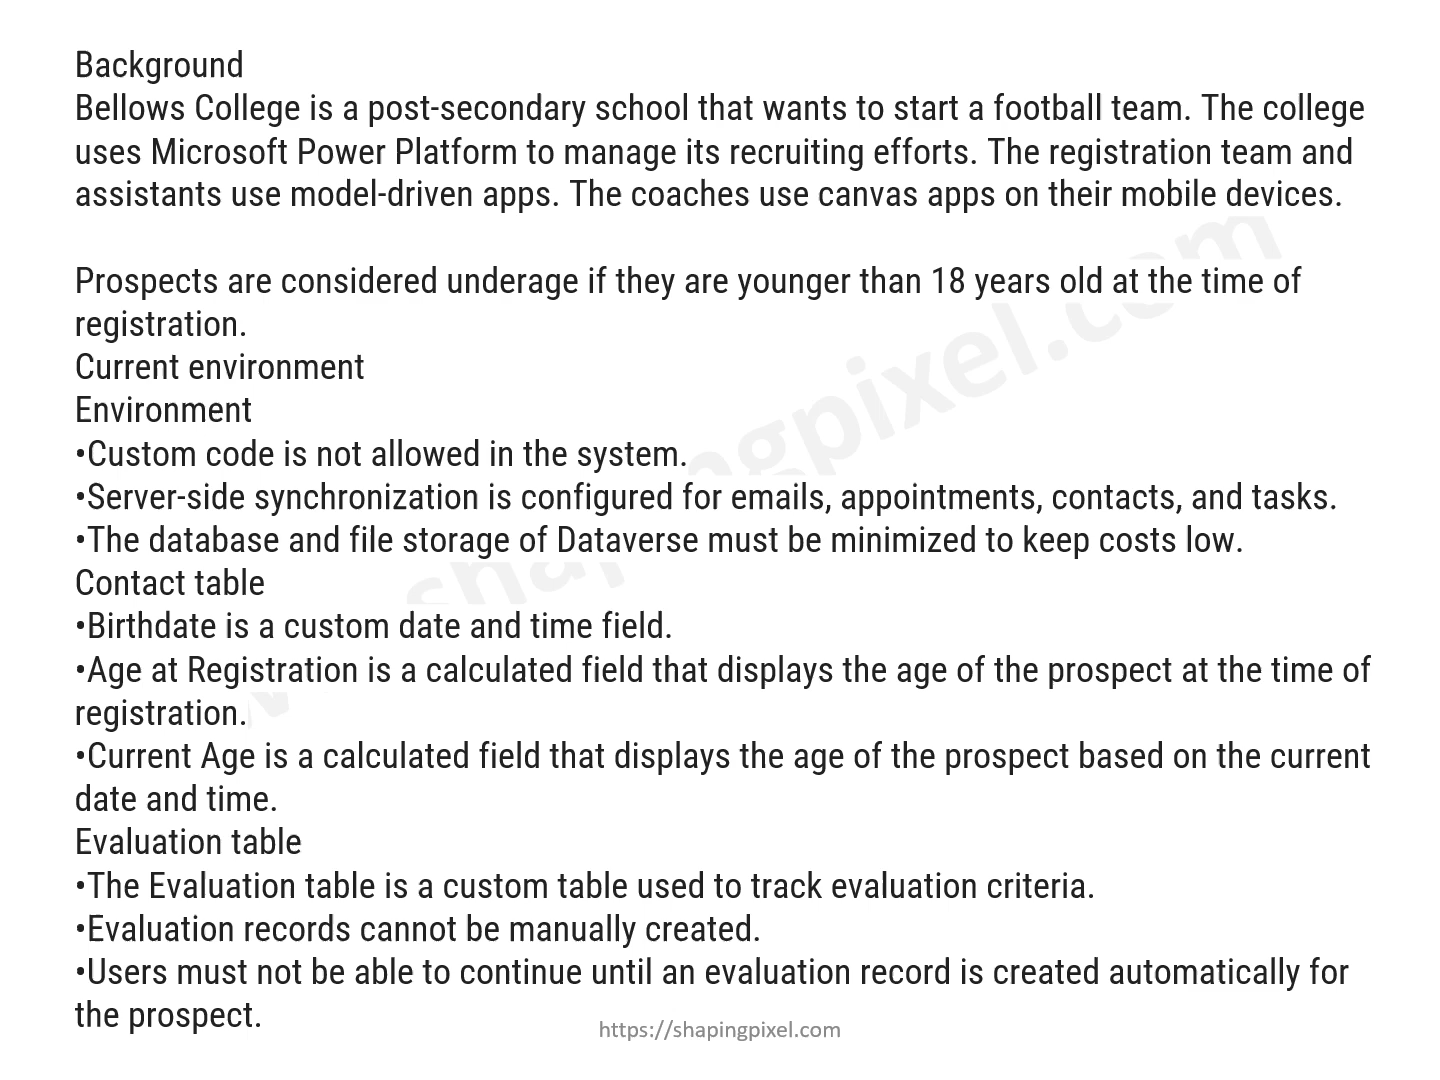 Background
Bellows College is a post-secondary school that wants to start a football team. The college
uses Microsoft Power Platform to manage its recruiting efforts. The registration team and
assistants use model-driven apps. The coaches use canvas apps on their mobile devices.
Prospects are considered underage if they are younger than 18 years old at the time of
registration.
Current environment
Environment
•Custom code is not allowed in the system.
•Server-side synchronization is configured for emails, appointments, contacts, and tasks.
•The database and file storage of Dataverse must be minimized to keep costs low.
Contact table
•Birthdate is a custom date and time field.
•Age at Registration is a calculated field that displays the age of the prospect at the time of
registration.
•Current Age is a calculated field that displays the age of the prospect based on the current
date and time.
Evaluation table
•The Evaluation table is a custom table used to track evaluation criteria.
•Evaluation records cannot be manually created.
•Users must not be able to continue until an evaluation record is created automatically for
the prospect.
https://shapingpixel.com